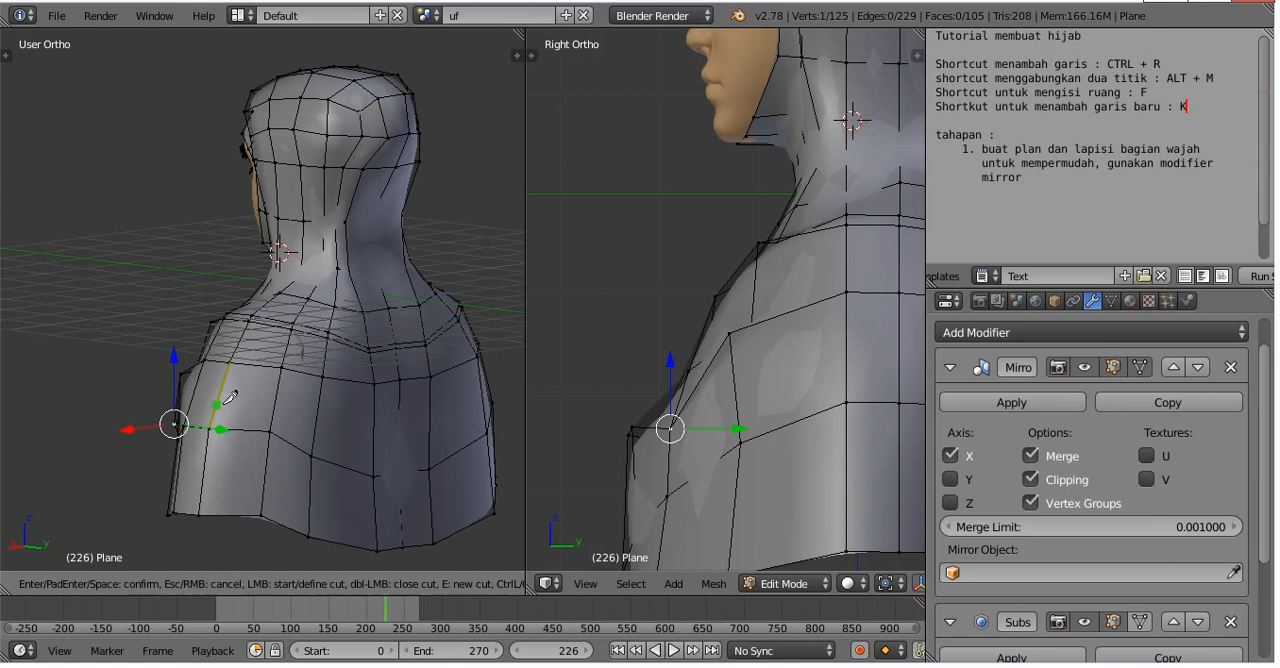 File Render Window Help Default uf Blender Render v2.78 | Verts:1/125 | Edges:0/229 | Faces:0/105 | Tris:208 | Mem:166.16M | Plane
User Ortho
Right Ortho
Tutorial membuat hijab
Shortcut menambah garis : CTRL + R
shortcut menggabungkan dua titik : ALT + M
Shortcut untuk mengisi ruang : F
Shortkut untuk menambah garis baru : K
tahapan :
1. buat plan dan lapisi bagian wajah
untuk mempermudah, gunakan modifier
mirror
mplates Text Run S
Add Modifier
Mirro
Apply Copy
Axis: Options: Textures:
X Merge U
Y Clipping V
Z Vertex Groups
Merge Limit: 0.001000
Mirror Object:
Subs
Apply Copy
z
y
(226) Plane
z
y
(226) Plane
Enter/PadEnter/Space: confirm, Esc/RMB: cancel, LMB: start/define cut, dbl-LMB: close cut, E: new cut, CtrlL/
View Select Add Mesh Edit Mode
-250 -200 -150 -100 -50 0 50 100 150 200 250 300 350 400 450 500 550 600 650 700 750 800 850 900
View Marker Frame Playback Start: 0 End: 270 226 No Sync